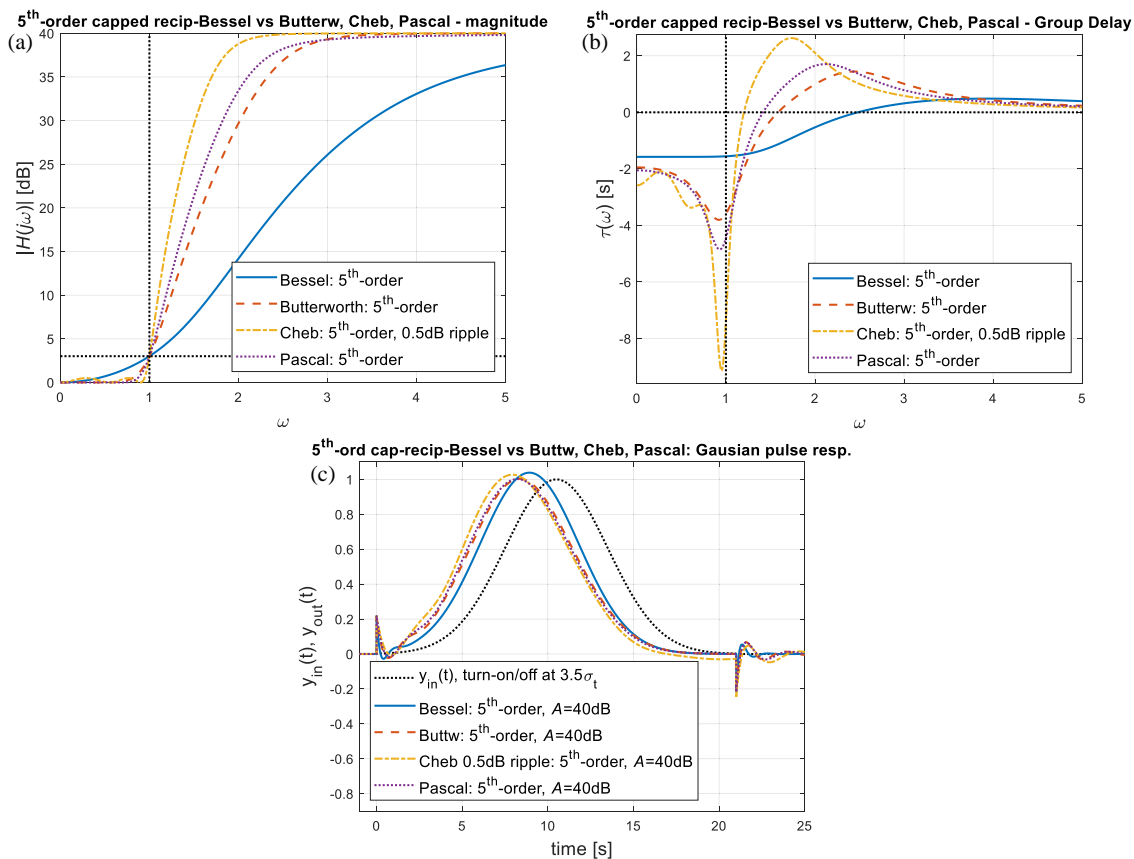 5th-order capped recip-Bessel vs Butterw, Cheb, Pascal - magnitude
(a)
|H(jω)| [dB]
40
35
30
25
20
15
10
5
3
0
0 1 2 3 4 5
ω
Bessel: 5th-order
Butterworth: 5th-order
Cheb: 5th-order, 0.5dB ripple
Pascal: 5th-order
5th-order capped recip-Bessel vs Butterw, Cheb, Pascal - Group Delay
(b)
τ(ω) [s]
2
0
-2
-4
-6
-8
0 1 2 3 4 5
ω
Bessel: 5th-order
Butterw: 5th-order
Cheb: 5th-order, 0.5dB ripple
Pascal: 5th-order
5th-ord cap-recip-Bessel vs Buttw, Cheb, Pascal: Gausian pulse resp.
(c)
yin(t), yout(t)
1
0.8
0.6
0.4
0.2
0
-0.2
-0.4
-0.6
-0.8
0 5 10 15 20 25
time [s]
yin(t), turn-on/off at 3.5σt
Bessel: 5th-order, A=40dB
Buttw: 5th-order, A=40dB
Cheb 0.5dB ripple: 5th-order, A=40dB
Pascal: 5th-order, A=40dB